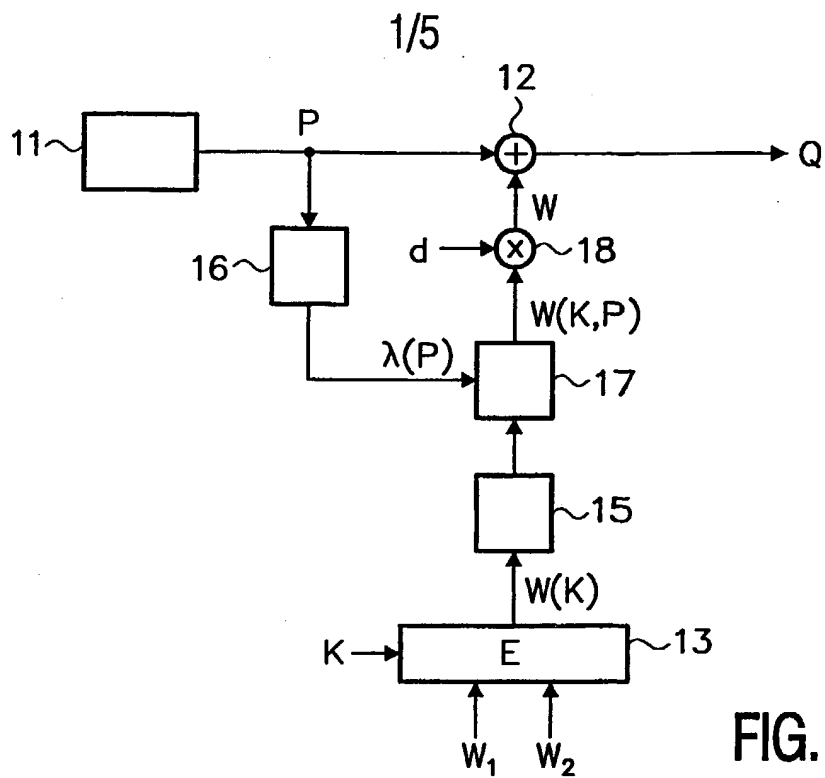 1/5
12
11
P
Q
W
16
d
x
18
W(K,P)
λ(P)
17
15
W(K)
K
E
13
W₁
W₂
FIG.